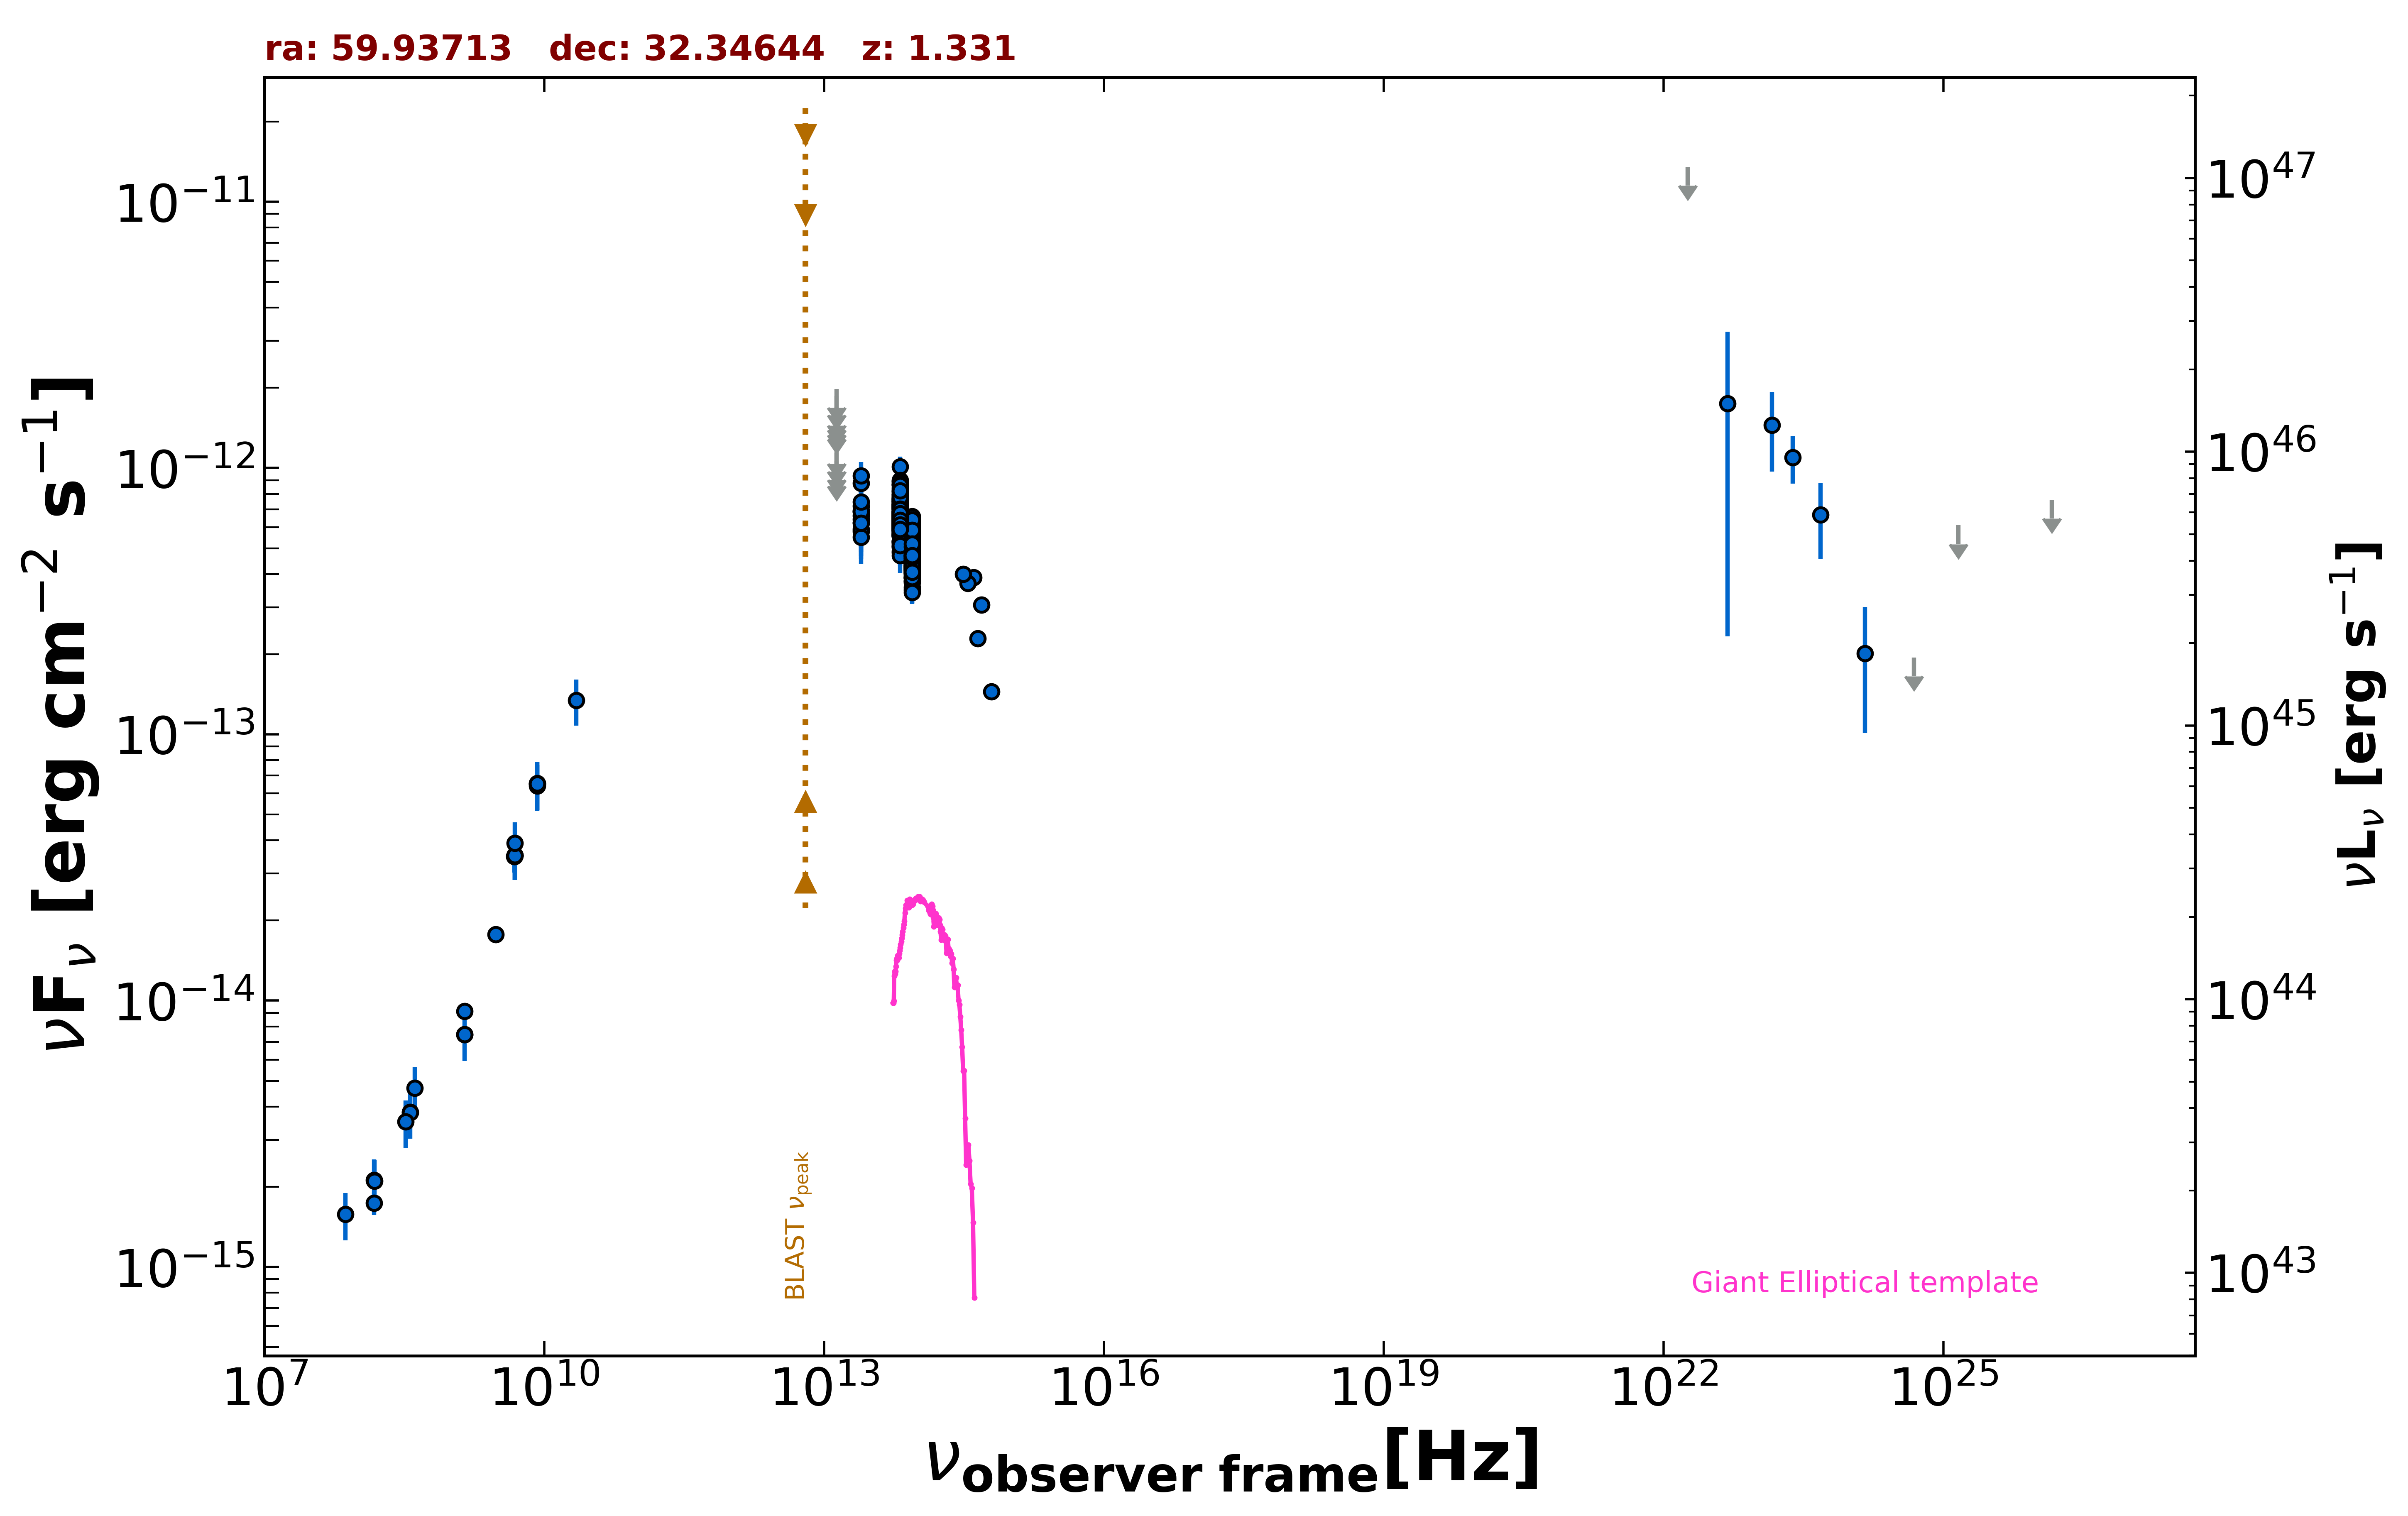 ra: 59.93713 dec: 32.34644 z: 1.331
νFν [erg cm−2 s−1]
10−11
10−12
10−13
10−14
10−15
νLν [erg s−1]
1047
1046
1045
1044
1043
BLAST νpeak
Giant Elliptical template
107 1010 1013 1016 1019 1022 1025
νobserver frame[Hz]